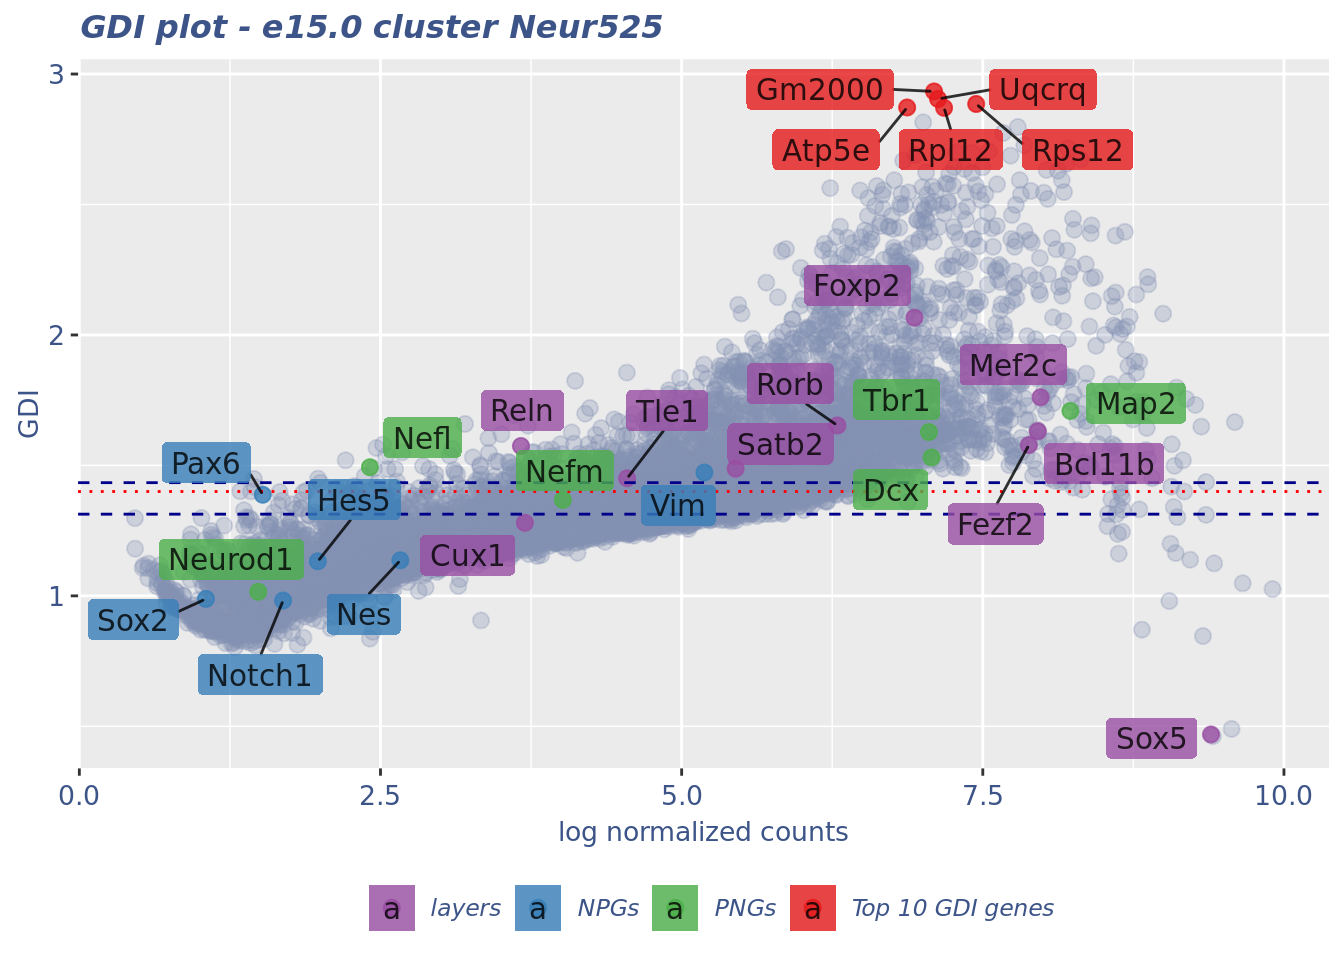 GDI plot - e15.0 cluster Neur525
3
Gm2000
Uqcrq
Atp5e
Rpl12
Rps12
Foxp2
2
Mef2c
Rorb
Tbr1
Map2
Reln
Tle1
GDI
Nefl
Satb2
Pax6
Nefm
Bcl11b
Hes5
Vim
Dcx
Fezf2
Neurod1
Cux1
1
Sox2
Nes
Notch1
Sox5
0.0
2.5
5.0
7.5
10.0
log normalized counts
a layers a NPGs a PNGs a Top 10 GDI genes